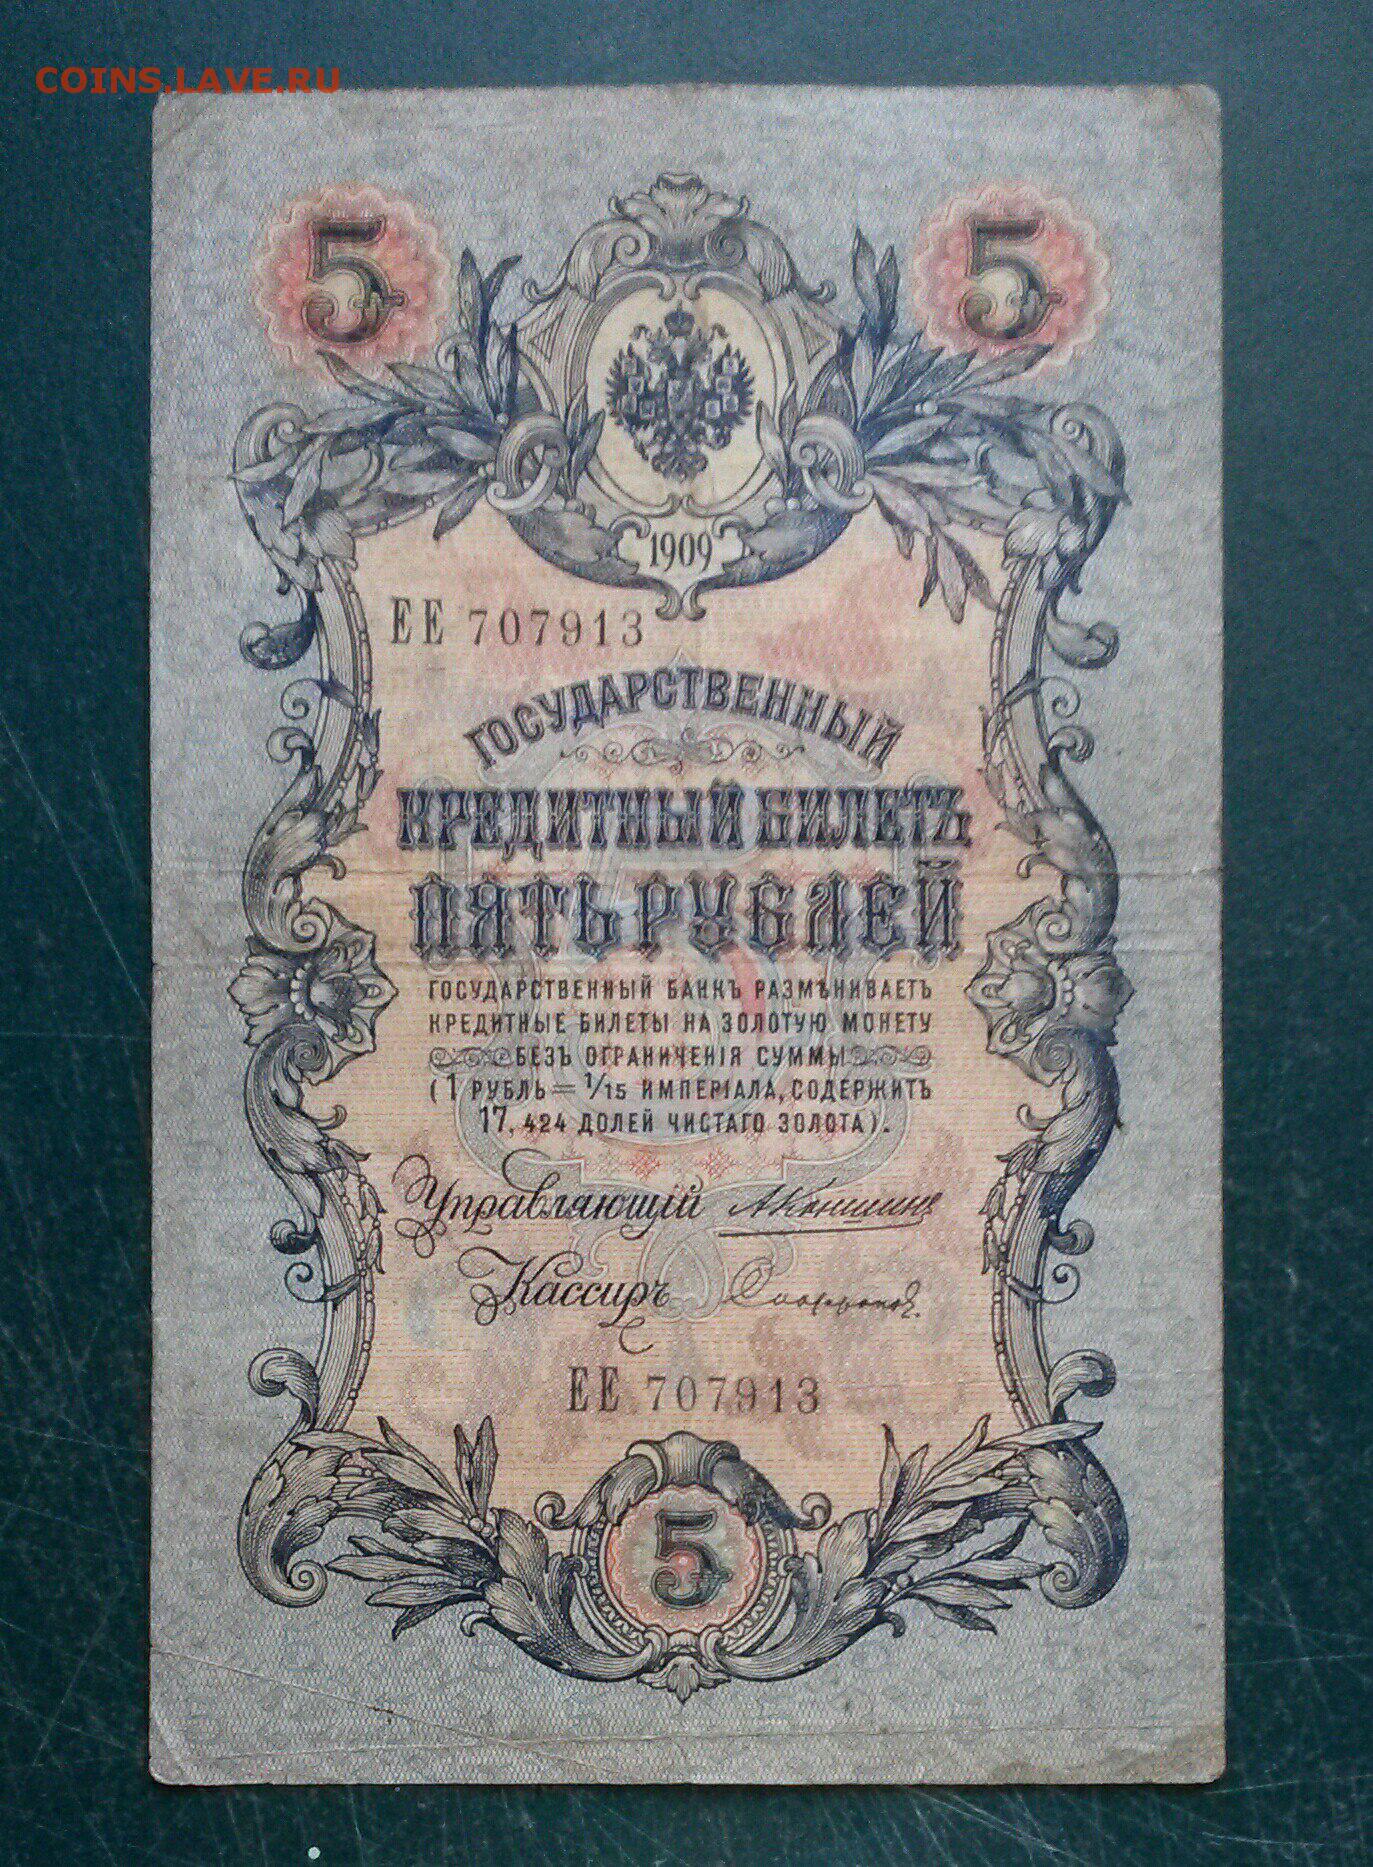 COINS.LAVE.RU
5 5
1909
ЕЕ 707913
ГОСУДАРСТВЕННЫЙ
КРЕДИТНЫЙ БИЛЕТЪ
ПЯТЬ РУБЛЕЙ
ГОСУДАРСТВЕННЫЙ БАНКЪ РАЗМѢНИВАЕТЪ
КРЕДИТНЫЕ БИЛЕТЫ НА ЗОЛОТУЮ МОНЕТУ
БЕЗЪ ОГРАНИЧЕНІЯ СУММЫ
(1 РУБЛЬ = 1/15 ИМПЕРІАЛА, СОДЕРЖИТЪ
17,424 ДОЛЕЙ ЧИСТАГО ЗОЛОТА).
Управляющій АКоншинъ
Кассиръ
ЕЕ 707913
5